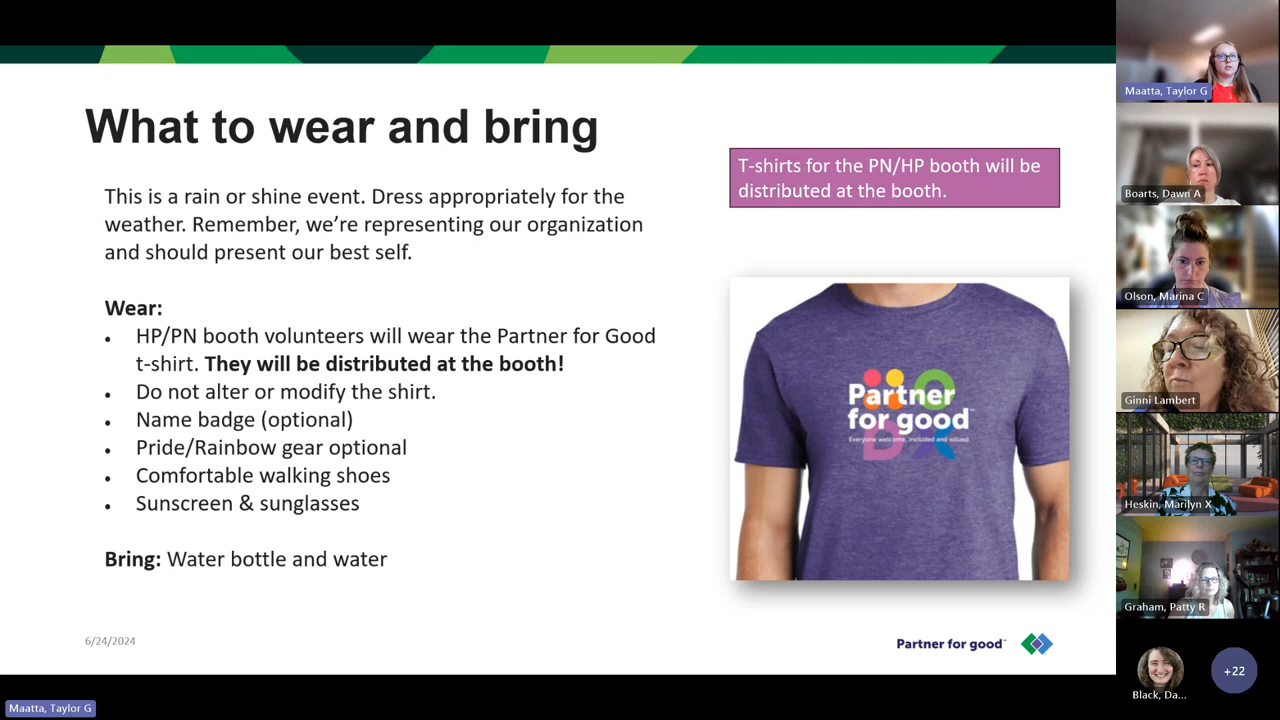 What to wear and bring
This is a rain or shine event. Dress appropriately for the
weather. Remember, we’re representing our organization
and should present our best self.
Wear:
• HP/PN booth volunteers will wear the Partner for Good
t-shirt. They will be distributed at the booth!
• Do not alter or modify the shirt.
• Name badge (optional)
• Pride/Rainbow gear optional
• Comfortable walking shoes
• Sunscreen & sunglasses
Bring: Water bottle and water
6/24/2024
T-shirts for the PN/HP booth will be
distributed at the booth.
Partner
for good™
Everyone welcome, included and valued
Partner for good™
Maatta, Taylor G
Boarts, Dawn A
Olson, Marina C
Ginni Lambert
Heskin, Marilyn X
Graham, Patty R
Black, Da...
+22
Maatta, Taylor G